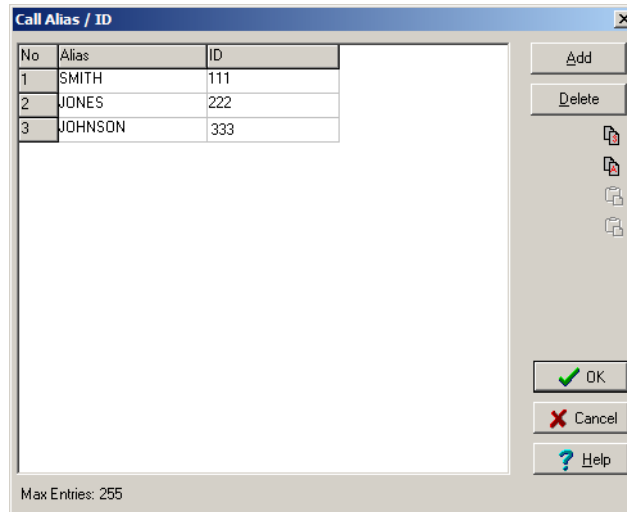 Call Alias / ID
No Alias ID
1 SMITH 111
2 JONES 222
3 JOHNSON 333
Add
Delete
OK
Cancel
Help
Max Entries: 255